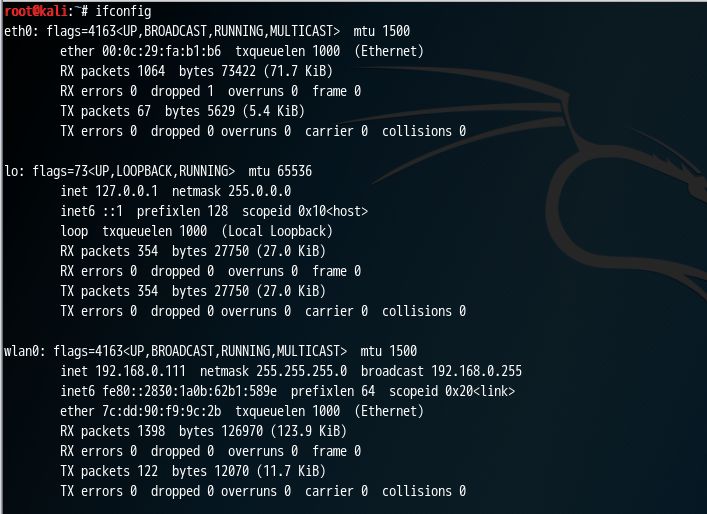 root@kali:~# ifconfig
eth0: flags=4163<UP,BROADCAST,RUNNING,MULTICAST>  mtu 1500
        ether 00:0c:29:fa:b1:b6  txqueuelen 1000  (Ethernet)
        RX packets 1064  bytes 73422 (71.7 KiB)
        RX errors 0  dropped 1  overruns 0  frame 0
        TX packets 67  bytes 5629 (5.4 KiB)
        TX errors 0  dropped 0 overruns 0  carrier 0  collisions 0

lo: flags=73<UP,LOOPBACK,RUNNING>  mtu 65536
        inet 127.0.0.1  netmask 255.0.0.0
        inet6 ::1  prefixlen 128  scopeid 0x10<host>
        loop  txqueuelen 1000  (Local Loopback)
        RX packets 354  bytes 27750 (27.0 KiB)
        RX errors 0  dropped 0  overruns 0  frame 0
        TX packets 354  bytes 27750 (27.0 KiB)
        TX errors 0  dropped 0 overruns 0  carrier 0  collisions 0

wlan0: flags=4163<UP,BROADCAST,RUNNING,MULTICAST>  mtu 1500
        inet 192.168.0.111  netmask 255.255.255.0  broadcast 192.168.0.255
        inet6 fe80::2830:1a0b:62b1:589e  prefixlen 64  scopeid 0x20<link>
        ether 7c:dd:90:f9:9c:2b  txqueuelen 1000  (Ethernet)
        RX packets 1398  bytes 126970 (123.9 KiB)
        RX errors 0  dropped 0  overruns 0  frame 0
        TX packets 122  bytes 12070 (11.7 KiB)
        TX errors 0  dropped 0 overruns 0  carrier 0  collisions 0